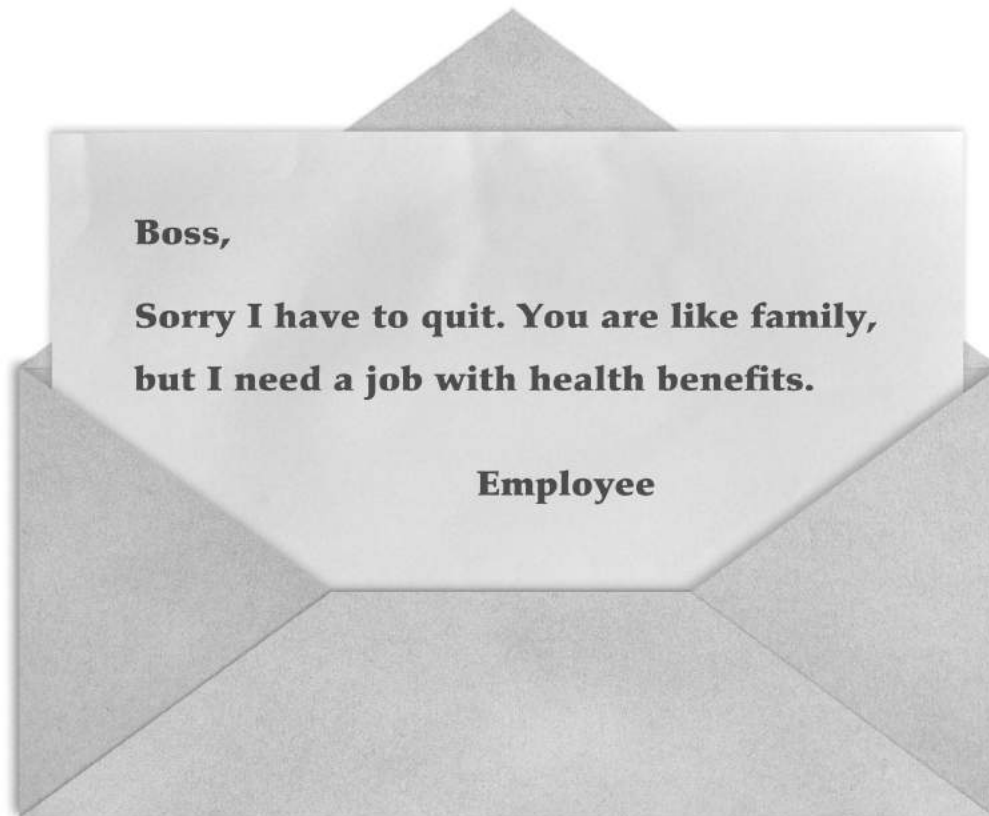 Boss,
Sorry I have to quit. You are like family,
but I need a job with health benefits.
Employee